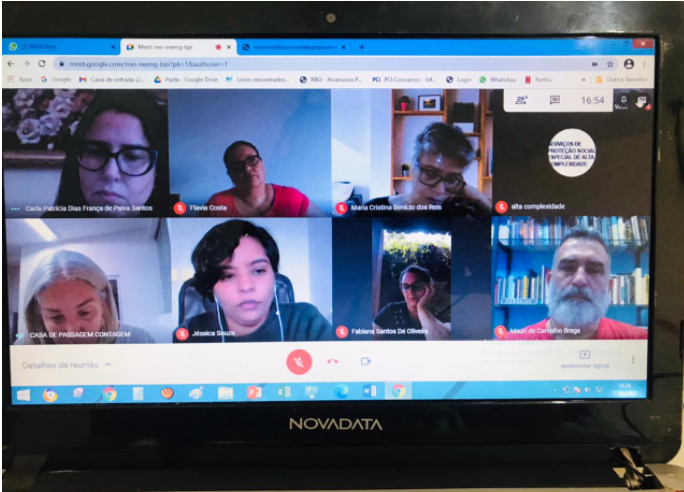 WhatsApp
Meet: mei-nwmg-bpi
meet.google.com/mei-nwmg-bpi?pli=1&authuser=1
Apps
Google
Caixa de entrada (2...
Pasta - Google Drive
Livros encontrados...
RBD - Assessoria P...
PCI Concursos - Inf...
Login
WhatsApp
Netflix
Outros favoritos
16:54
SERVIÇOS DE
PROTEÇÃO SOCIAL
ESPECIAL DE ALTA
COMPLEXIDADE
Carla Patrícia Dias França de Paiva Santos
Flavia Costa
Maria Cristina Benício dos Reis
alta complexidade
CASA DE PASSAGEM CONTAGEM
Jéssica Souza
Fabiana Santos De Oliveira
Mauri de Carvalho Braga
Detalhes da reunião
Apresentar agora
NOVADATA